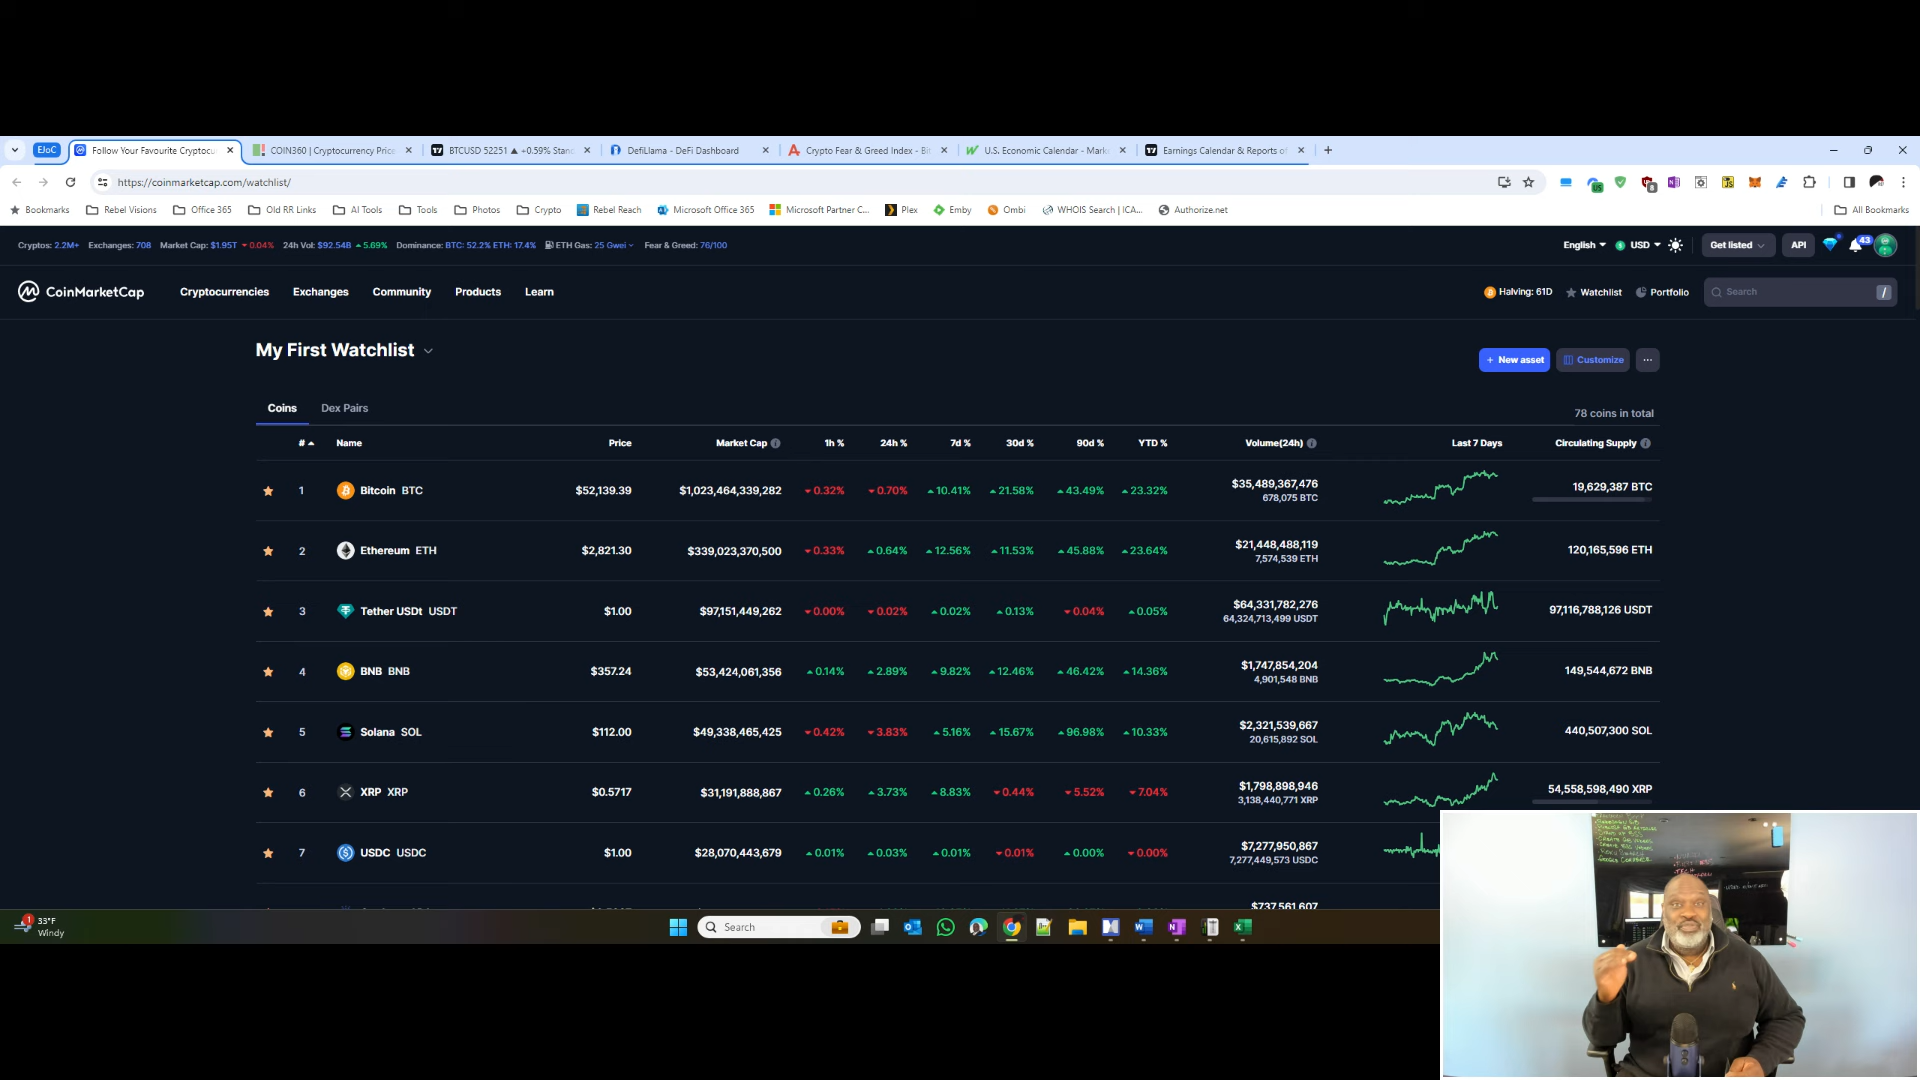 EJoC
Follow Your Favourite Cryptocu
COIN360 | Cryptocurrency Price
BTCUSD 52251 ▲ +0.59% Stan
DefiLlama - DeFi Dashboard
Crypto Fear & Greed Index - Bit
U.S. Economic Calendar - Mark
Earnings Calendar & Reports of
https://coinmarketcap.com/watchlist/
Bookmarks
Rebel Visions
Office 365
Old RR Links
AI Tools
Tools
Photos
Crypto
Rebel Reach
Microsoft Office 365
Microsoft Partner C...
Plex
Emby
Ombi
WHOIS Search | ICA...
Authorize.net
All Bookmarks
Cryptos: 2.2M+ Exchanges: 708 Market Cap: $1.95T 0.04% 24h Vol: $92.54B 5.69% Dominance: BTC: 52.2% ETH: 17.4% ETH Gas: 25 Gwei Fear & Greed: 76/100
English USD Get listed API 43
CoinMarketCap Cryptocurrencies Exchanges Community Products Learn
Halving: 61D Watchlist Portfolio Search /
My First Watchlist
+ New asset Customize ...
Coins Dex Pairs
78 coins in total
# Name Price Market Cap 1h % 24h % 7d % 30d % 90d % YTD % Volume(24h) Last 7 Days Circulating Supply
1 Bitcoin BTC $52,139.39 $1,023,464,339,282 0.32% 0.70% 10.41% 21.58% 43.49% 23.32% $35,489,367,476 19,629,387 BTC
678,075 BTC
2 Ethereum ETH $2,821.30 $339,023,370,500 0.33% 0.64% 12.56% 11.53% 45.88% 23.64% $21,448,488,119 120,165,596 ETH
7,574,539 ETH
3 Tether USDt USDT $1.00 $97,151,449,262 0.00% 0.02% 0.02% 0.13% 0.04% 0.05% $64,331,782,276 97,116,788,126 USDT
64,324,713,499 USDT
4 BNB BNB $357.24 $53,424,061,356 0.14% 2.89% 9.82% 12.46% 46.42% 14.36% $1,747,854,204 149,544,672 BNB
4,901,548 BNB
5 Solana SOL $112.00 $49,338,465,425 0.42% 3.83% 5.16% 15.67% 96.98% 10.33% $2,321,539,667 440,507,300 SOL
20,615,892 SOL
6 XRP XRP $0.5717 $31,191,888,867 0.26% 3.73% 8.83% 0.44% 5.52% 7.04% $1,798,898,946 54,558,598,490 XRP
3,138,440,771 XRP
7 USDC USDC $1.00 $28,070,443,679 0.01% 0.03% 0.01% 0.01% 0.00% 0.00% $7,277,950,867
7,277,449,573 USDC
$737,561,607
1
33°F
Windy
Search